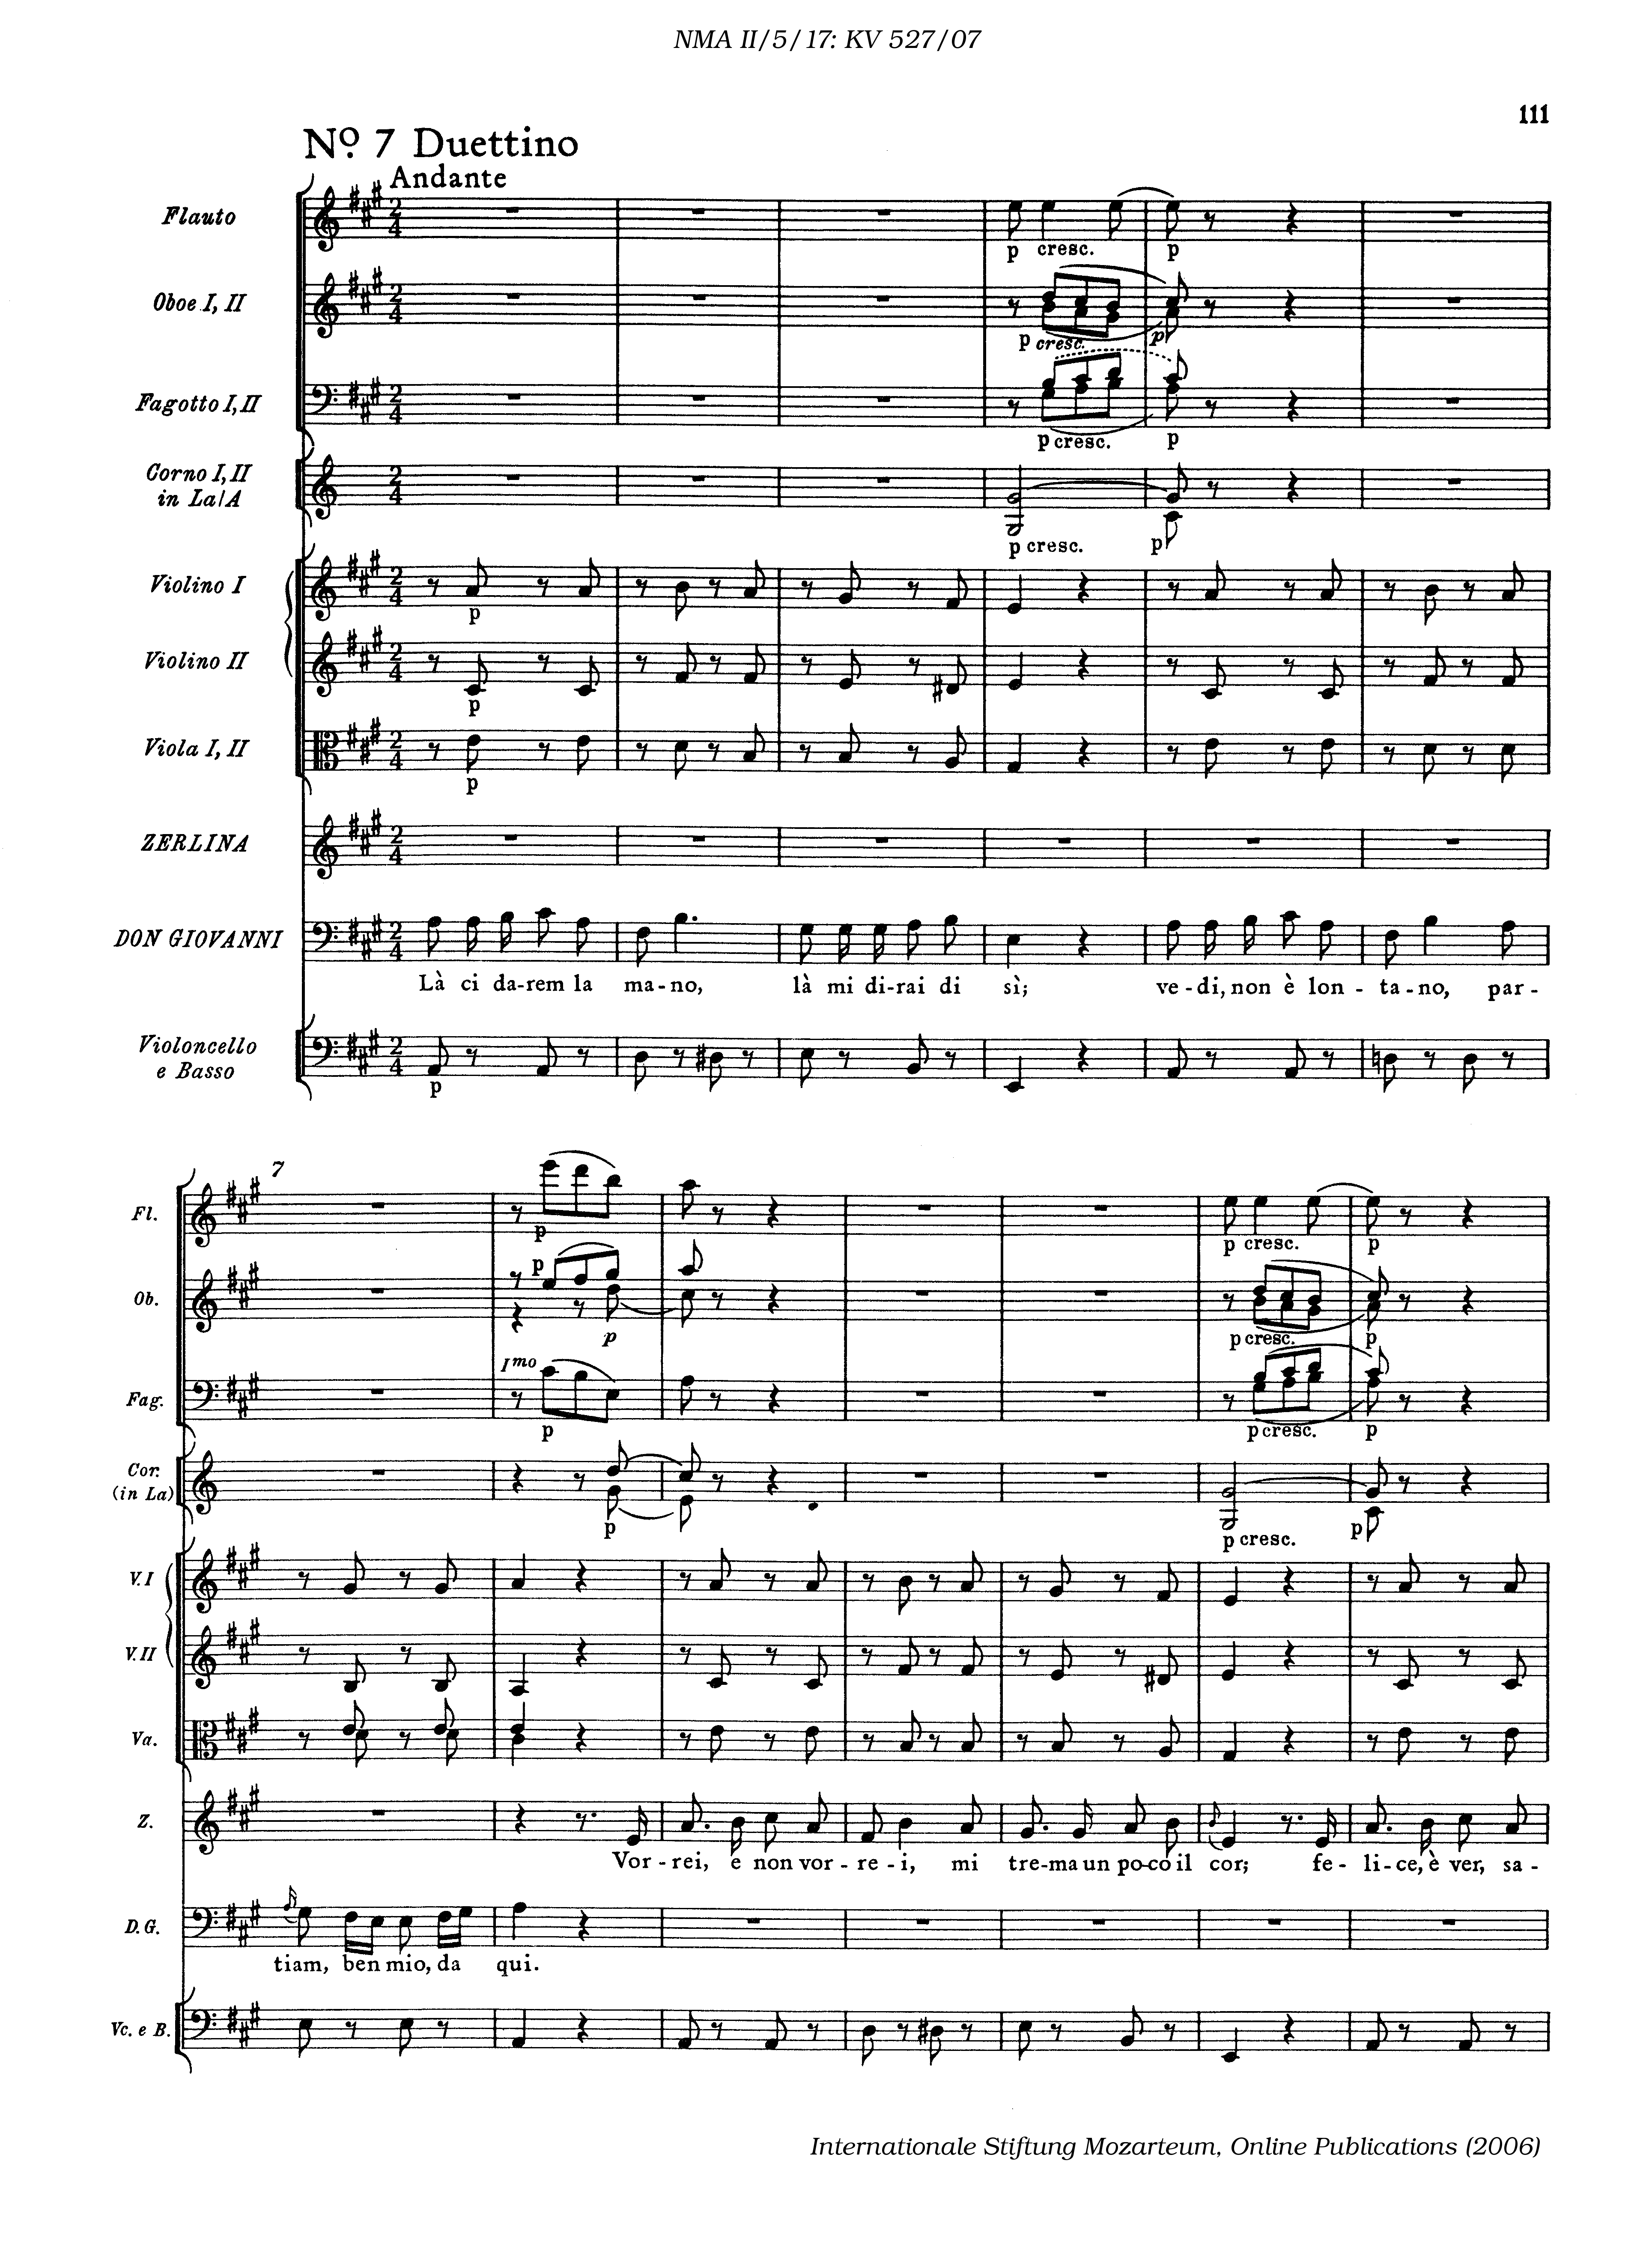 NMA II/5/17: KV 527/07
111
Nº. 7 Duettino
Andante
Flauto
p cresc. p
Oboe I, II
p cresc. p
Fagotto I, II
p cresc. p
Corno I, II
in La/A
p cresc. p
Violino I
p
Violino II
p
Viola I, II
p
ZERLINA
DON GIOVANNI
Là ci da-rem la ma-no, là mi di-rai di sì; ve-di, non è lon-ta-no, par-
Violoncello
e Basso
p
7
Fl.
p p cresc. p
Ob.
p p p cresc. p
Fag.
Imo
p p cresc. p
Cor.
(in La)
p p cresc. p
V. I
V. II
Va.
Z.
Vor-rei, e non vor-re-i, mi tre-ma un po-co il cor; fe-li-ce, è ver, sa-
D. G.
tiam, ben mio, da qui.
Vc. e B.
Internationale Stiftung Mozarteum, Online Publications (2006)